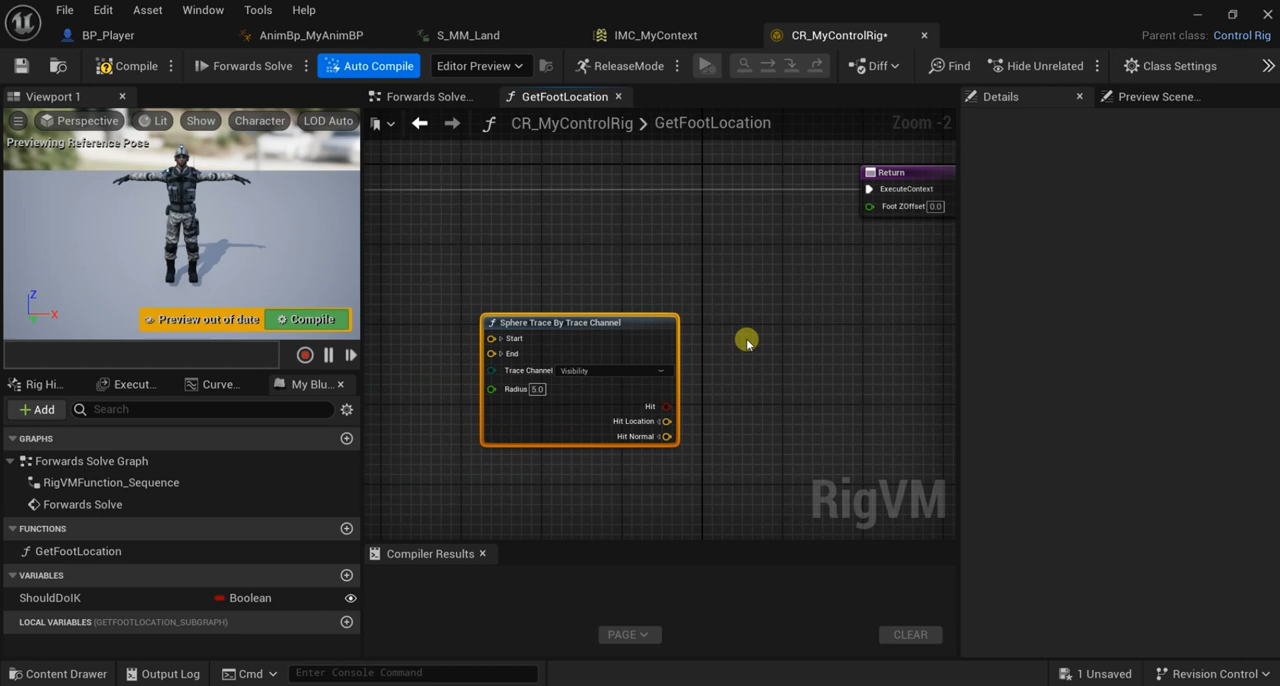 File Edit Asset Window Tools Help
BP_Player AnimBp_MyAnimBP S_MM_Land IMC_MyContext CR_MyControlRig* Parent class: Control Rig
Compile Forwards Solve Auto Compile Editor Preview ReleaseMode Diff Find Hide Unrelated Class Settings
Viewport 1 Forwards Solve... GetFootLocation Details Preview Scene...
Perspective Lit Show Character LOD Auto
CR_MyControlRig GetFootLocation Zoom -2
Previewing Reference Pose
Return
ExecuteContext
Foot ZOffset 0.0
Z
X
Y
Preview out of date Compile
Sphere Trace By Trace Channel
Start
End
Trace Channel Visibility
Radius 5.0
Hit
Hit Location
Hit Normal
RigVM
Rig Hi... Execut... Curve... My Blu...
Add Search
GRAPHS
Forwards Solve Graph
RigVMFunction_Sequence
Forwards Solve
FUNCTIONS
GetFootLocation
VARIABLES
ShouldDoIK Boolean
LOCAL VARIABLES (GETFOOTLOCATION_SUBGRAPH)
Compiler Results
PAGE CLEAR
Content Drawer Output Log Cmd Enter Console Command 1 Unsaved Revision Control